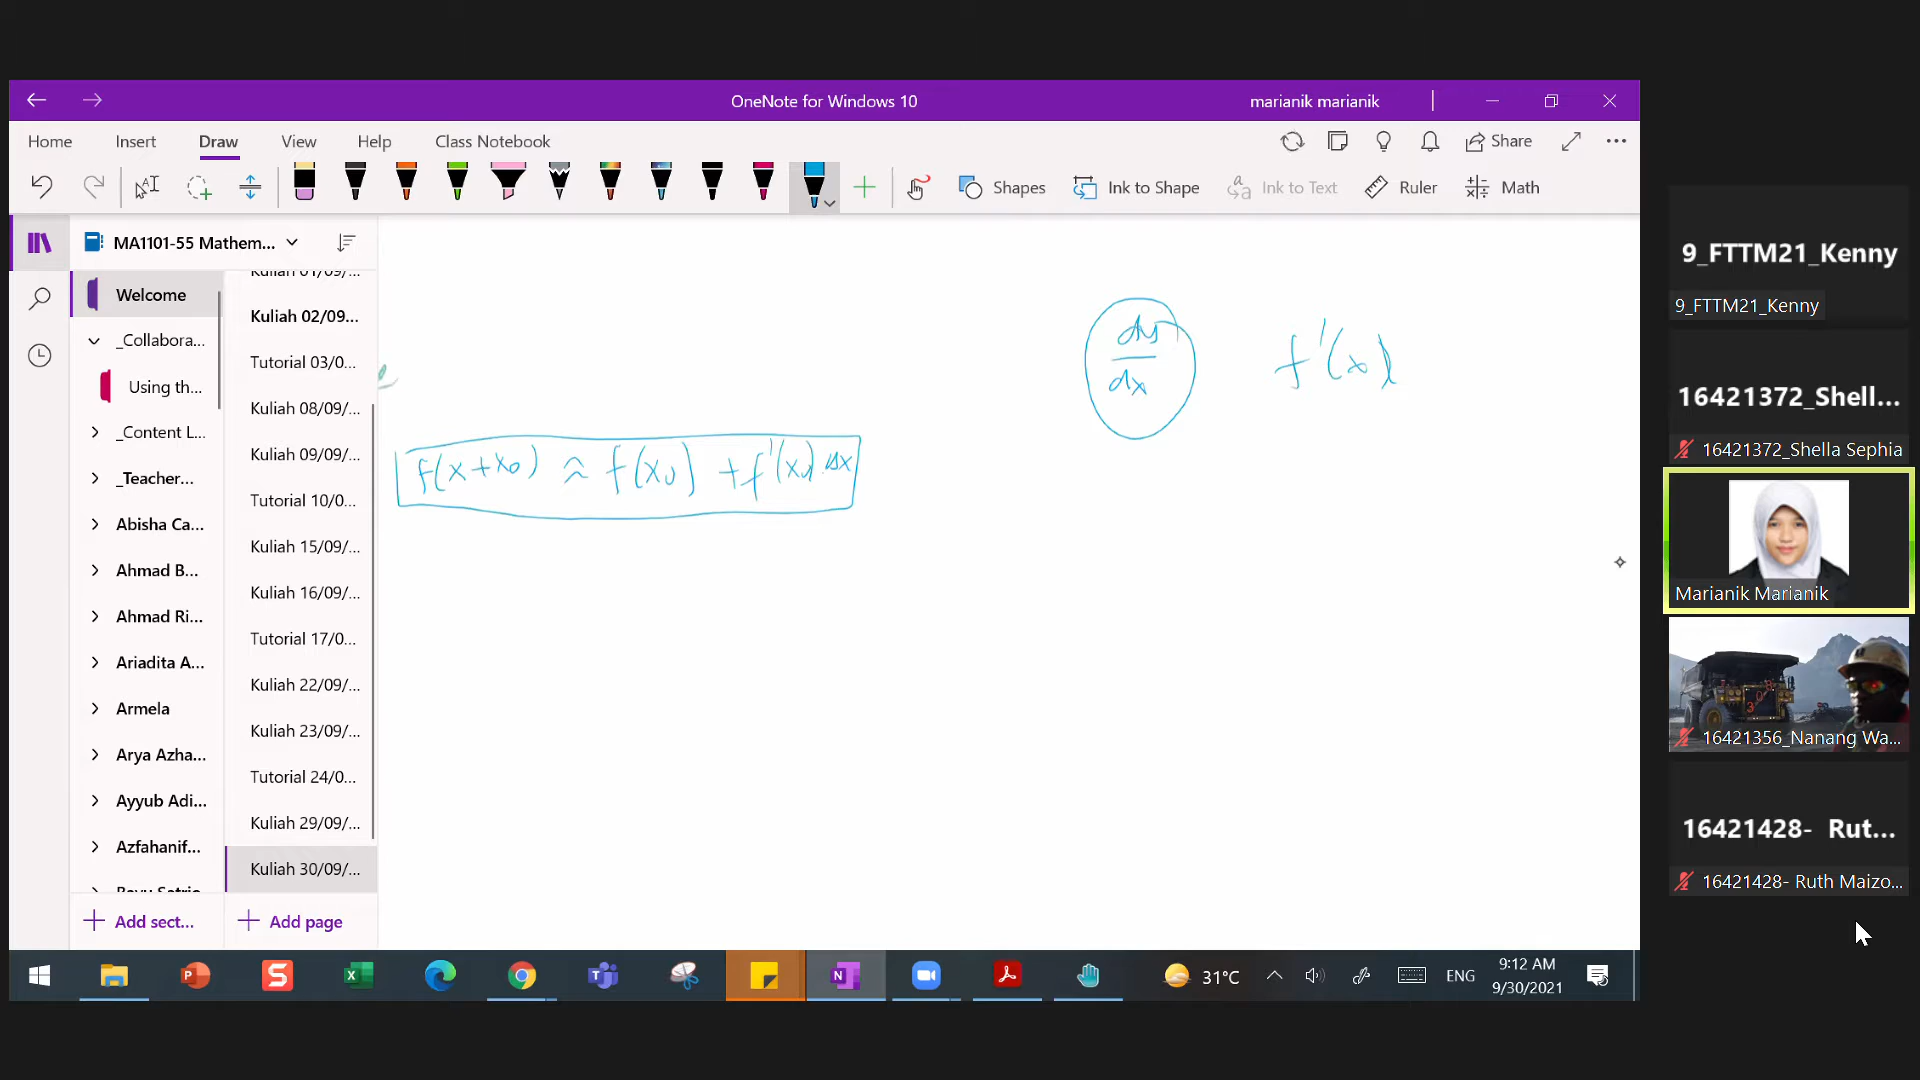 OneNote for Windows 10
marianik marianik
Home Insert Draw View Help Class Notebook
Share
Shapes
Ink to Shape
Ink to Text
Ruler
Math
MA1101-55 Mathem...
Welcome
_Collabora...
Using th...
_Content L...
_Teacher...
Abisha Ca...
Ahmad B...
Ahmad Ri...
Ariadita A...
Armela
Arya Azha...
Ayyub Adi...
Azfahanif...
Bayu Satrio
Add sect...
Kuliah 01/09/...
Kuliah 02/09...
Tutorial 03/0...
Kuliah 08/09/...
Kuliah 09/09/...
Tutorial 10/0...
Kuliah 15/09/...
Kuliah 16/09/...
Tutorial 17/0...
Kuliah 22/09/...
Kuliah 23/09/...
Tutorial 24/0...
Kuliah 29/09/...
Kuliah 30/09/...
Add page
dy
dx
f'(x)
f(x+x₀) ≈ f(x₀) + f'(x₀).Δx
9_FTTM21_Kenny
9_FTTM21_Kenny
16421372_Shell...
16421372_Shella Sephia
Marianik Marianik
16421356_Nanang Wa...
16421428- Rut...
16421428- Ruth Maizo...
31°C
ENG
9:12 AM
9/30/2021